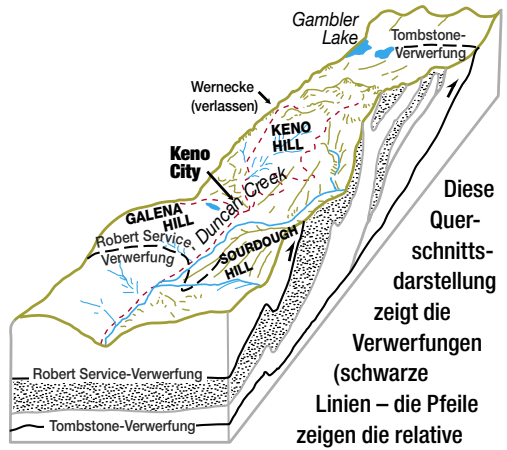 Gambler
Lake
Tombstone-
Verwerfung
Wernecke
(verlassen)
KENO
HILL
Keno
City
Duncan Creek
GALENA
HILL
Robert Service-
Verwerfung
SOURDOUGH
HILL
Diese
Quer-
schnitts-
darstellung
zeigt die
Verwerfungen
(schwarze
Linien – die Pfeile
zeigen die relative
Robert Service-Verwerfung
Tombstone-Verwerfung